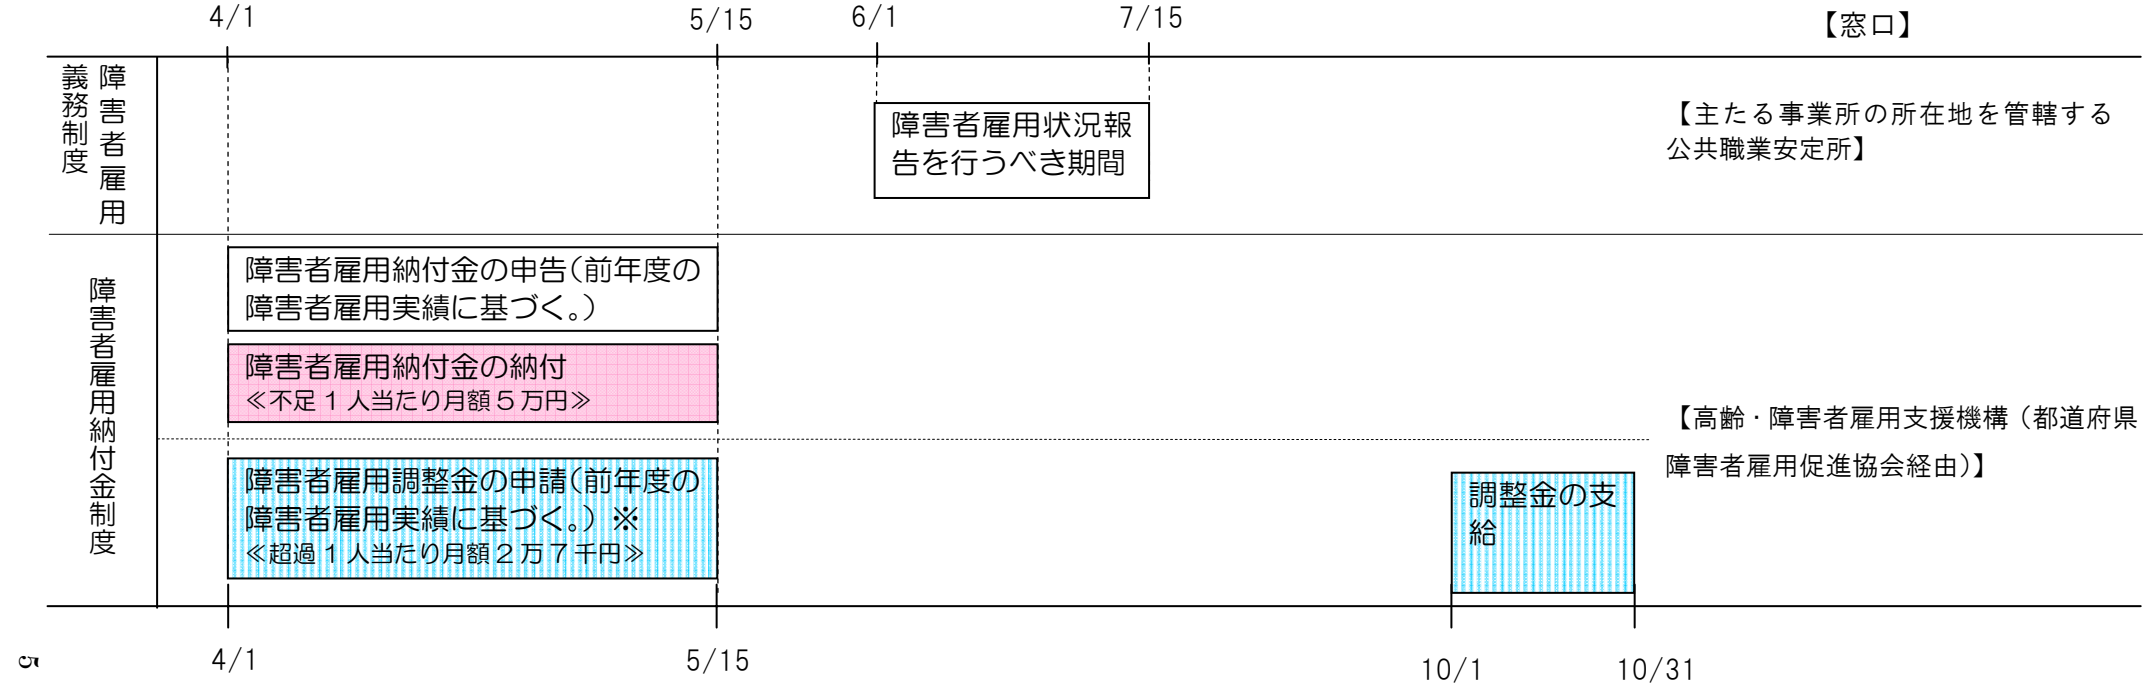 4/1
5/15
6/1
7/15
【窓口】
障害者雇用
義務制度
障害者雇用状況報
告を行うべき期間
【主たる事業所の所在地を管轄する
公共職業安定所】
障害者雇用納付金制度
障害者雇用納付金の申告(前年度の
障害者雇用実績に基づく。)
障害者雇用納付金の納付
≪不足1人当たり月額5万円≫
障害者雇用調整金の申請(前年度の
障害者雇用実績に基づく。)※
≪超過1人当たり月額2万7千円≫
調整金の支
給
【高齢・障害者雇用支援機構（都道府県
障害者雇用促進協会経由)】
4/1
5/15
10/1
10/31
5